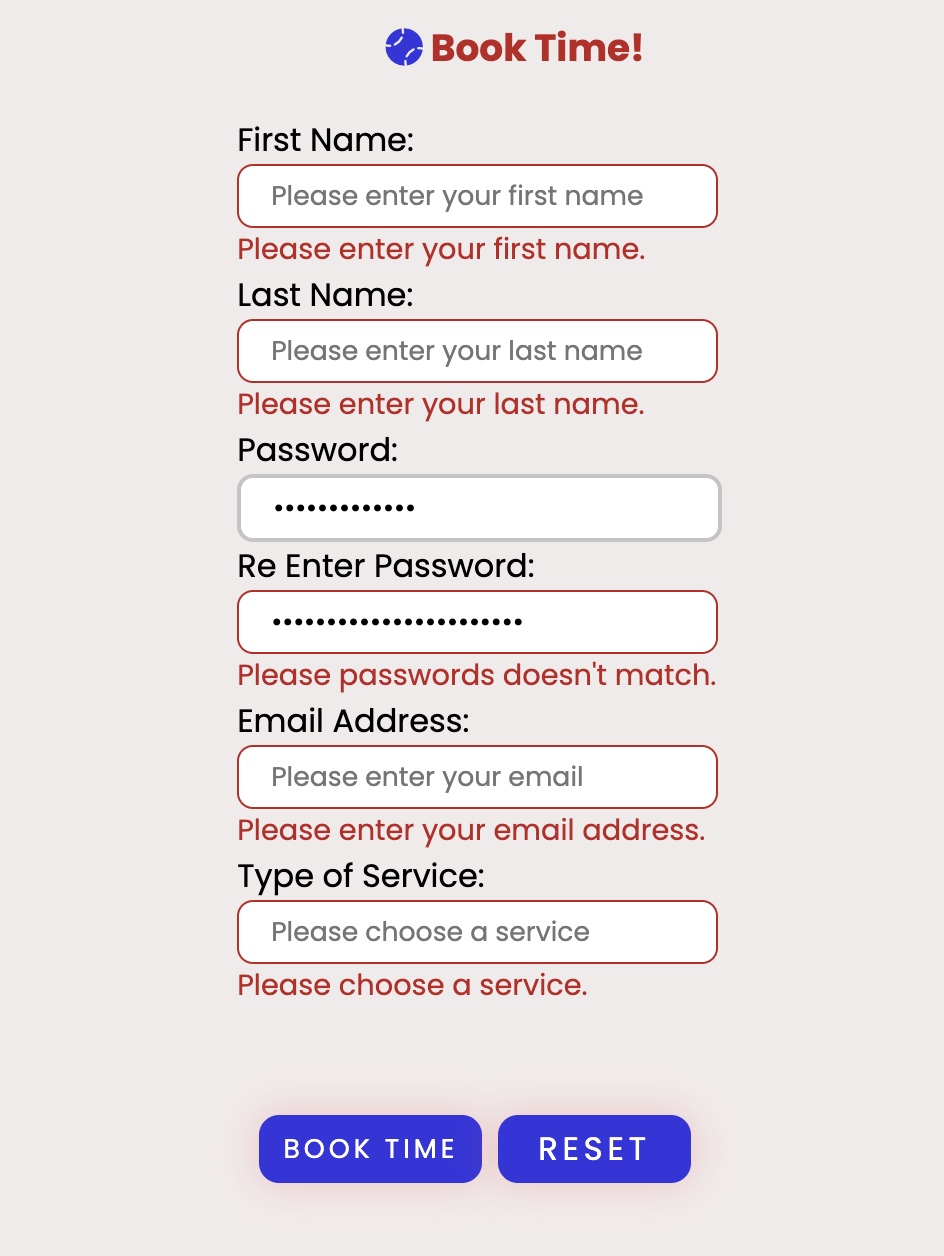 Book Time!
First Name:
Please enter your first name
Please enter your first name.
Last Name:
Please enter your last name
Please enter your last name.
Password:
•••••••••••••
Re Enter Password:
•••••••••••••••••••••••
Please passwords doesn't match.
Email Address:
Please enter your email
Please enter your email address.
Type of Service:
Please choose a service
Please choose a service.
BOOK TIME RESET